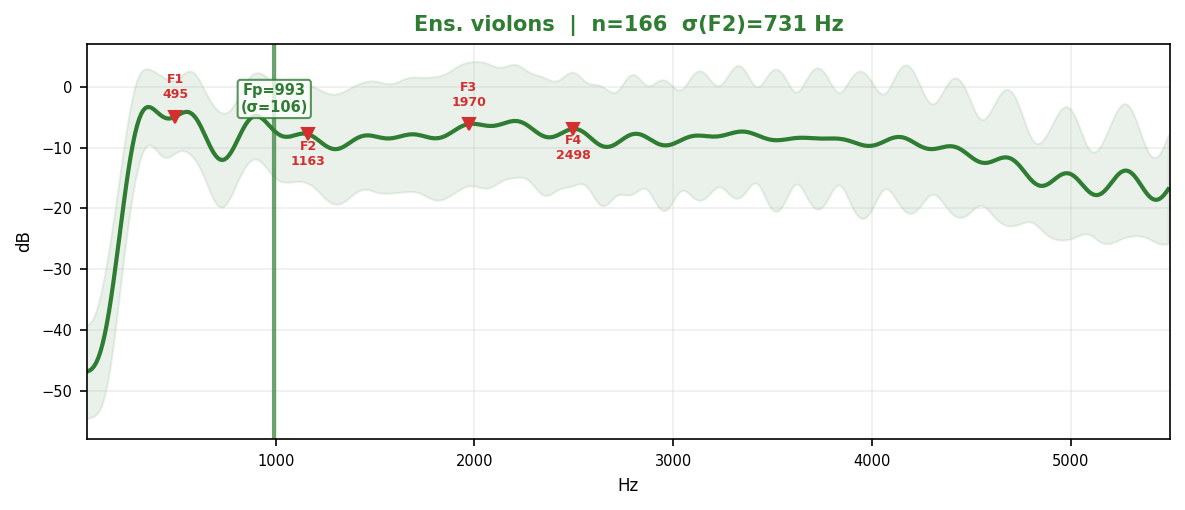 Ens. violons | n=166 σ(F2)=731 Hz
F1
495
Fp=993
(σ=106)
F2
1163
F3
1970
F4
2498
0
−10
−20
−30
−40
−50
dB
1000
2000
3000
4000
5000
Hz